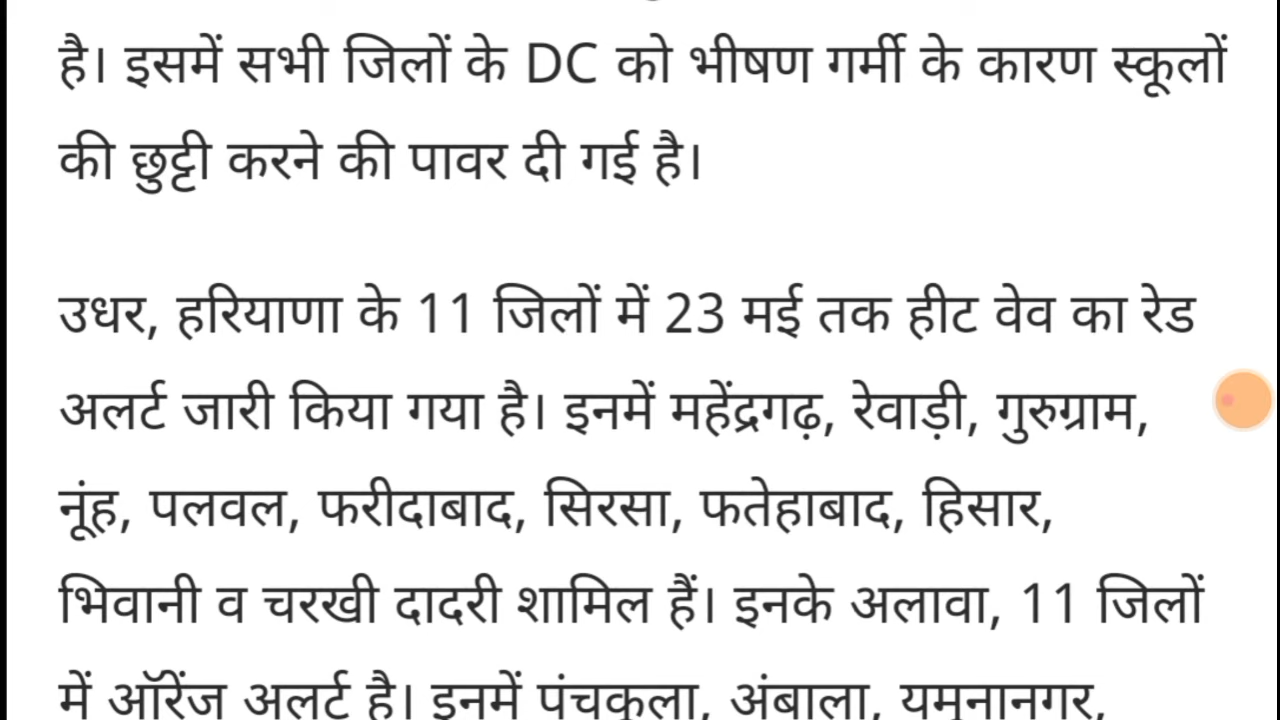 है। इसमें सभी जिलों के DC को भीषण गर्मी के कारण स्कूलों
की छुट्टी करने की पावर दी गई है।
उधर, हरियाणा के 11 जिलों में 23 मई तक हीट वेव का रेड
अलर्ट जारी किया गया है। इनमें महेंद्रगढ़, रेवाड़ी, गुरुग्राम,
नूंह, पलवल, फरीदाबाद, सिरसा, फतेहाबाद, हिसार,
भिवानी व चरखी दादरी शामिल हैं। इनके अलावा, 11 जिलों
में ऑरेंज अलर्ट है। इनमें पंचकूला, अंबाला, यमुनानगर,